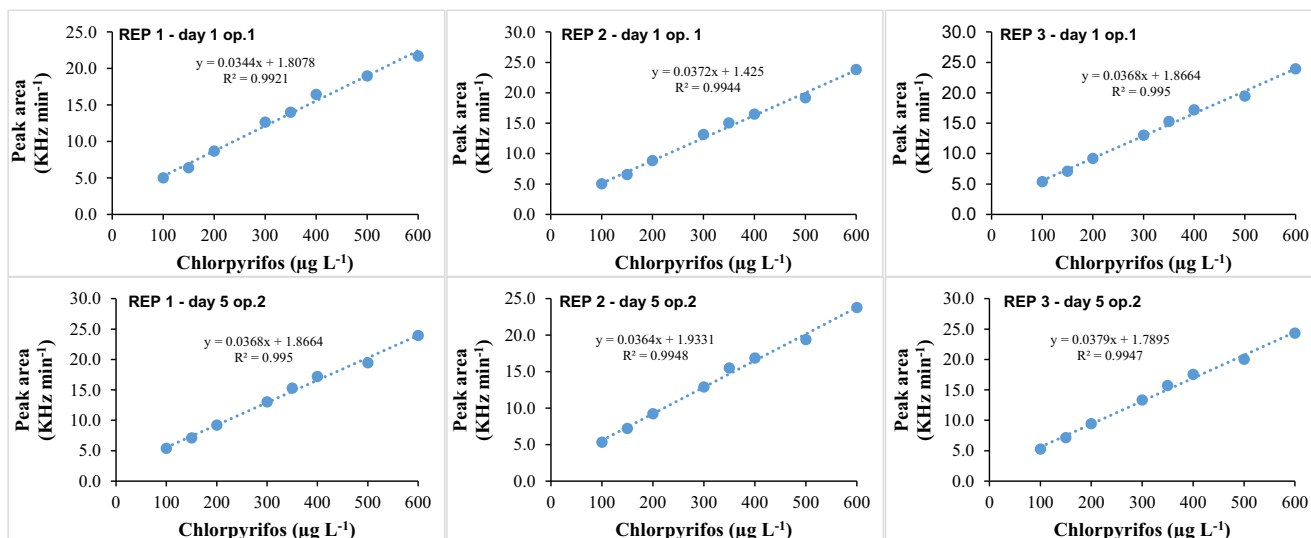 REP 1 - day 1 op.1
y = 0.0344x + 1.8078
R² = 0.9921
Peak area
(KHz min⁻¹)
25.0
20.0
15.0
10.0
5.0
0.0
0 100 200 300 400 500 600
Chlorpyrifos (µg L⁻¹)
REP 2 - day 1 op. 1
y = 0.0372x + 1.425
R² = 0.9944
Peak area
(KHz min⁻¹)
30.0
25.0
20.0
15.0
10.0
5.0
0.0
0 100 200 300 400 500 600
Chlorpyrifos (µg L⁻¹)
REP 3 - day 1 op.1
y = 0.0368x + 1.8664
R² = 0.995
Peak area
(KHz min⁻¹)
30.0
25.0
20.0
15.0
10.0
5.0
0.0
0 100 200 300 400 500 600
Chlorpyrifos (µg L⁻¹)
REP 1 - day 5 op.2
y = 0.0368x + 1.8664
R² = 0.995
Peak area
(KHz min⁻¹)
30.0
25.0
20.0
15.0
10.0
5.0
0.0
0 100 200 300 400 500 600
Chlorpyrifos (µg L⁻¹)
REP 2 - day 5 op.2
y = 0.0364x + 1.9331
R² = 0.9948
Peak area
(KHz min⁻¹)
25.0
20.0
15.0
10.0
5.0
0.0
0 100 200 300 400 500 600
Chlorpyrifos (µg L⁻¹)
REP 3 - day 5 op.2
y = 0.0379x + 1.7895
R² = 0.9947
Peak area
(KHz min⁻¹)
30.0
25.0
20.0
15.0
10.0
5.0
0.0
0 100 200 300 400 500 600
Chlorpyrifos (µg L⁻¹)